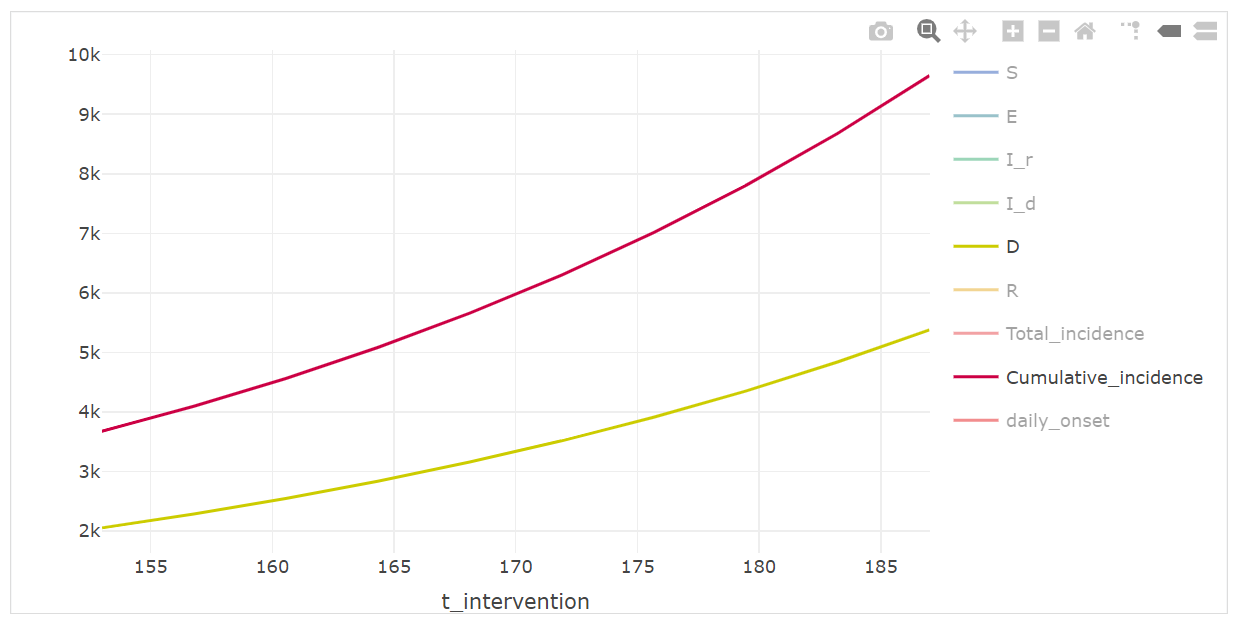 10k
9k
8k
7k
6k
5k
4k
3k
2k
155 160 165 170 175 180 185
t_intervention
S
E
I_r
I_d
D
R
Total_incidence
Cumulative_incidence
daily_onset